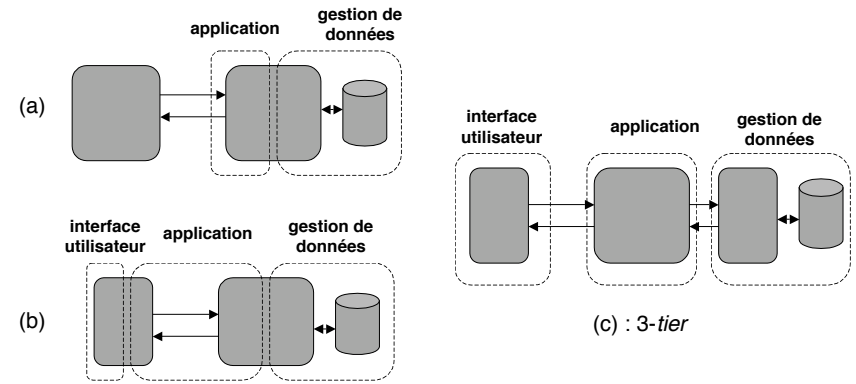 application
gestion de
données
(a)
interface
utilisateur
application
gestion de
données
(b)
interface
utilisateur
application
gestion de
données
(c) : 3-tier